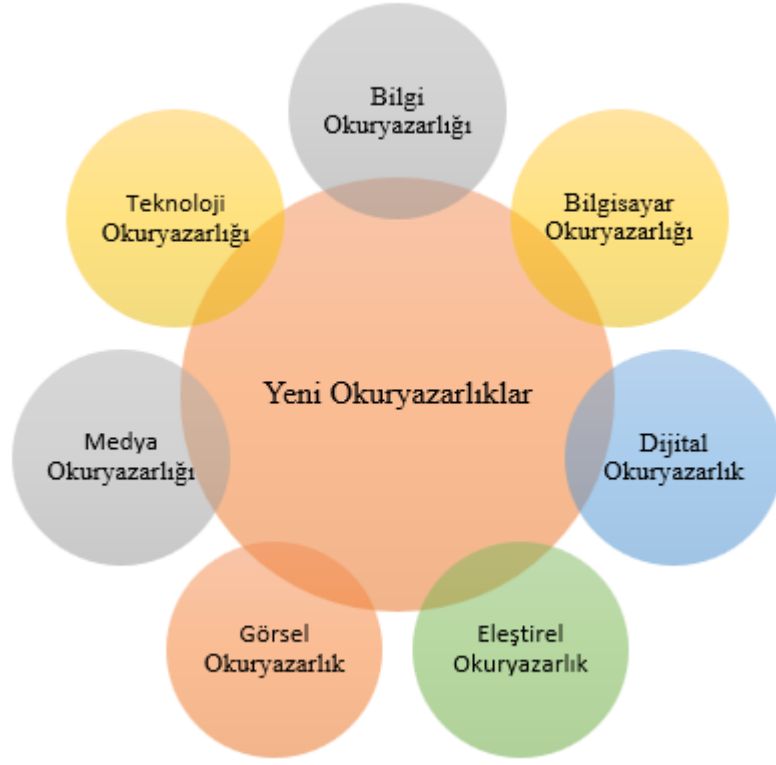 Bilgi
Okuryazarlığı
Teknoloji
Okuryazarlığı
Bilgisayar
Okuryazarlığı
Yeni Okuryazarlıklar
Medya
Okuryazarlığı
Dijital
Okuryazarlık
Görsel
Okuryazarlık
Eleştirel
Okuryazarlık